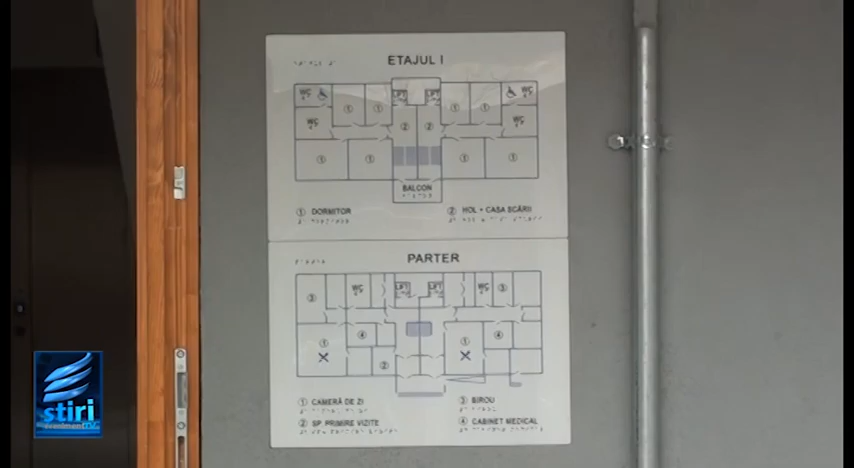 ETAJUL I
WC WC
LIFT LIFT
1 1 1 1
WC 2 2 WC
1 1 1 1
BALCON
1 DORMITOR
2 HOL + CASA SCĂRII
PARTER
WC LIFT LIFT WC
3 3
1 4 1 4
2
1 CAMERĂ DE ZI
2 SP. PRIMIRE VIZITE
3 BIROU
4 CABINET MEDICAL
stiri